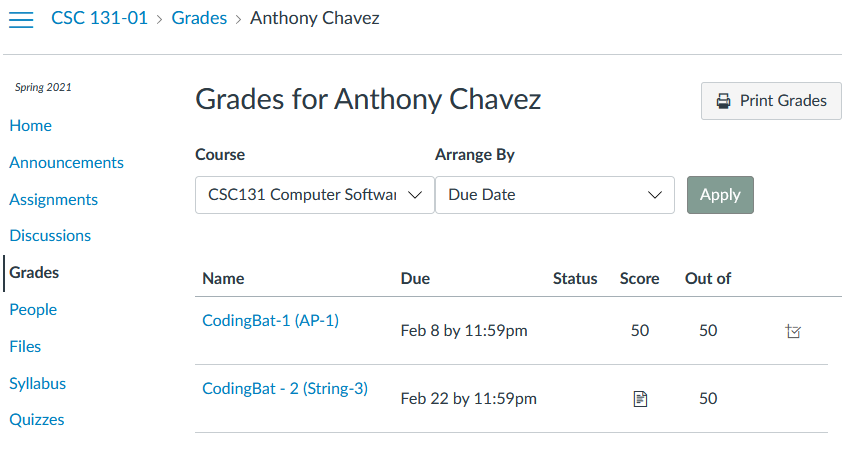 CSC 131-01 > Grades > Anthony Chavez
Spring 2021
Home
Announcements
Assignments
Discussions
Grades
People
Files
Syllabus
Quizzes
Grades for Anthony Chavez
Print Grades
Course Arrange By
CSC131 Computer Softwar Due Date Apply
Name Due Status Score Out of
CodingBat-1 (AP-1) Feb 8 by 11:59pm 50 50
CodingBat - 2 (String-3) Feb 22 by 11:59pm 50